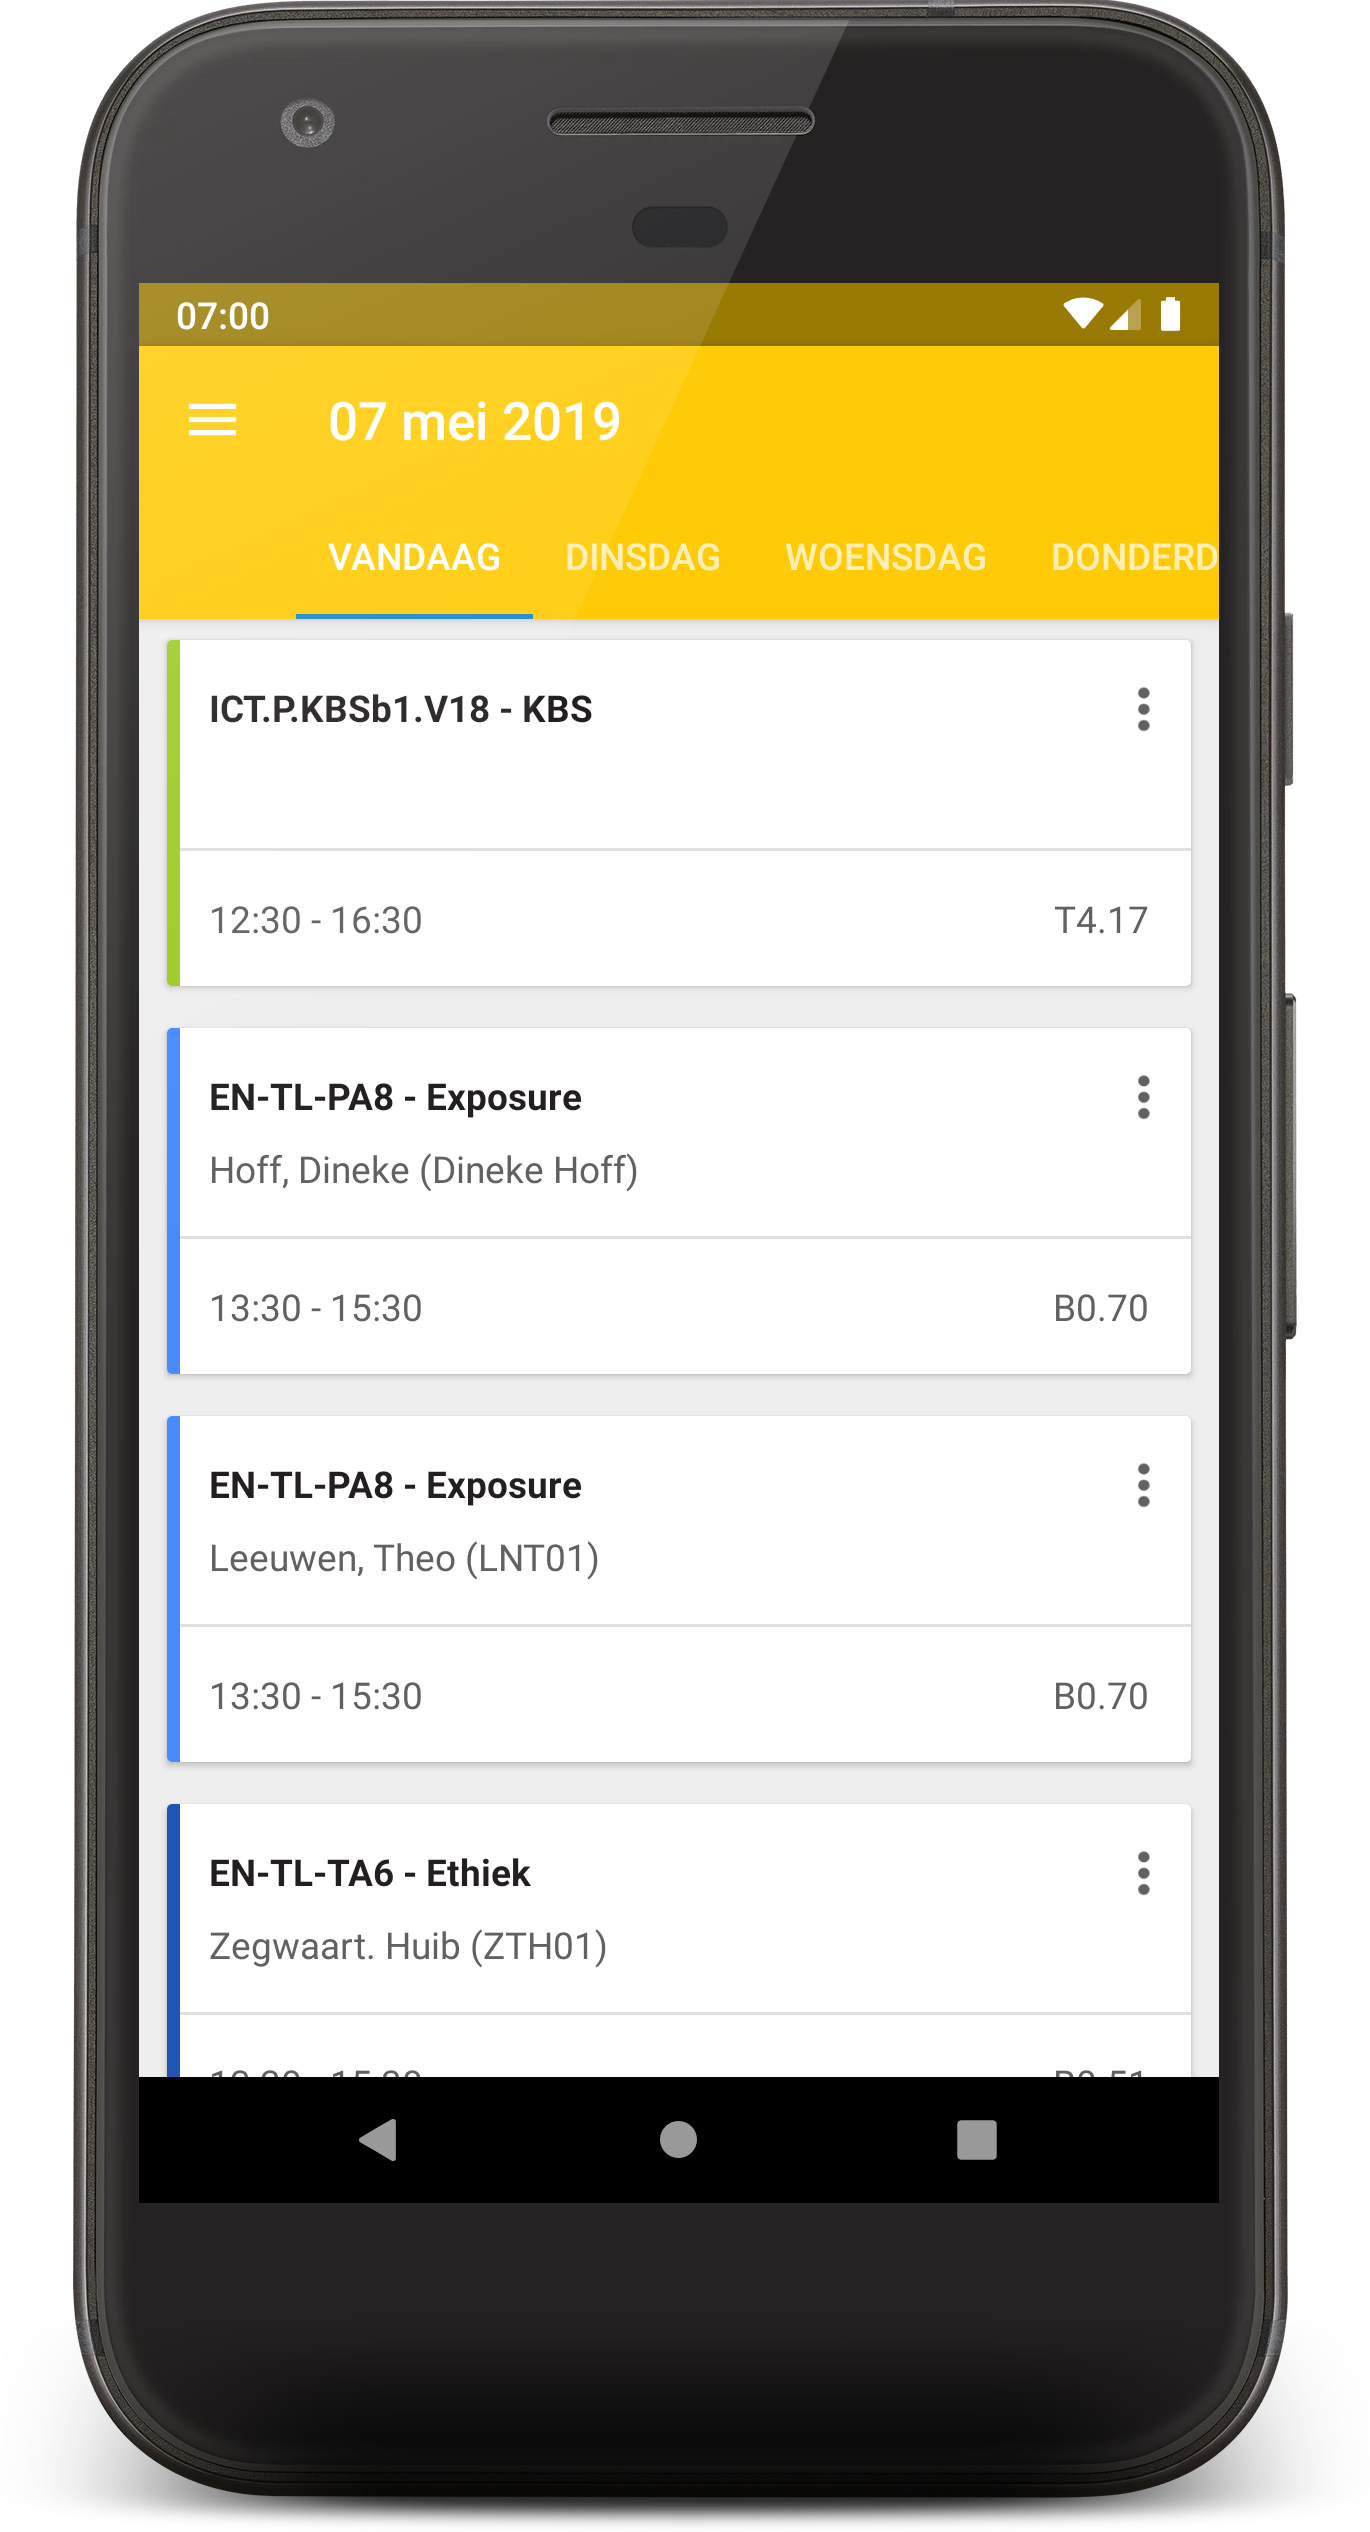 07:00
07 mei 2019
VANDAAG DINSDAG WOENSDAG DONDERD
ICT.P.KBSb1.V18 - KBS
12:30 - 16:30 T4.17
EN-TL-PA8 - Exposure
Hoff, Dineke (Dineke Hoff)
13:30 - 15:30 B0.70
EN-TL-PA8 - Exposure
Leeuwen, Theo (LNT01)
13:30 - 15:30 B0.70
EN-TL-TA6 - Ethiek
Zegwaart. Huib (ZTH01)